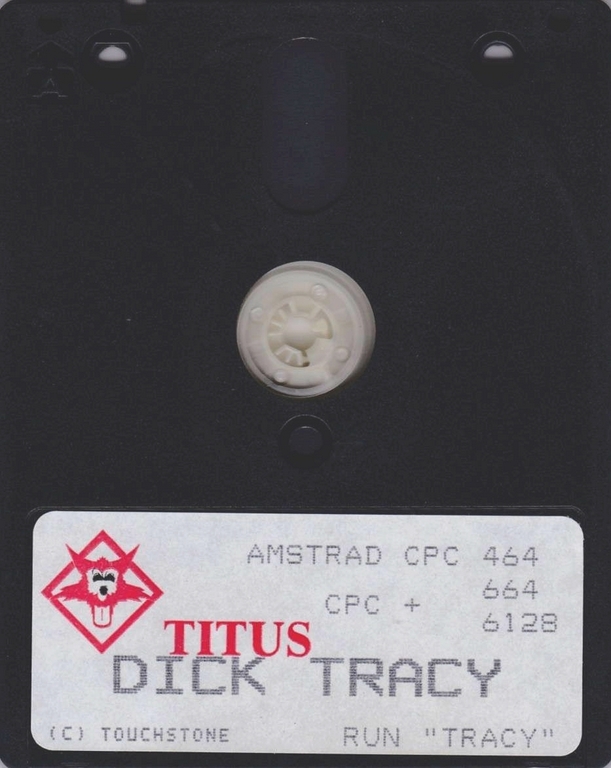 A
AMSTRAD CPC 464
664
CPC +
6128
TITUS
DICK TRACY
(C) TOUCHSTONE
RUN "TRACY"